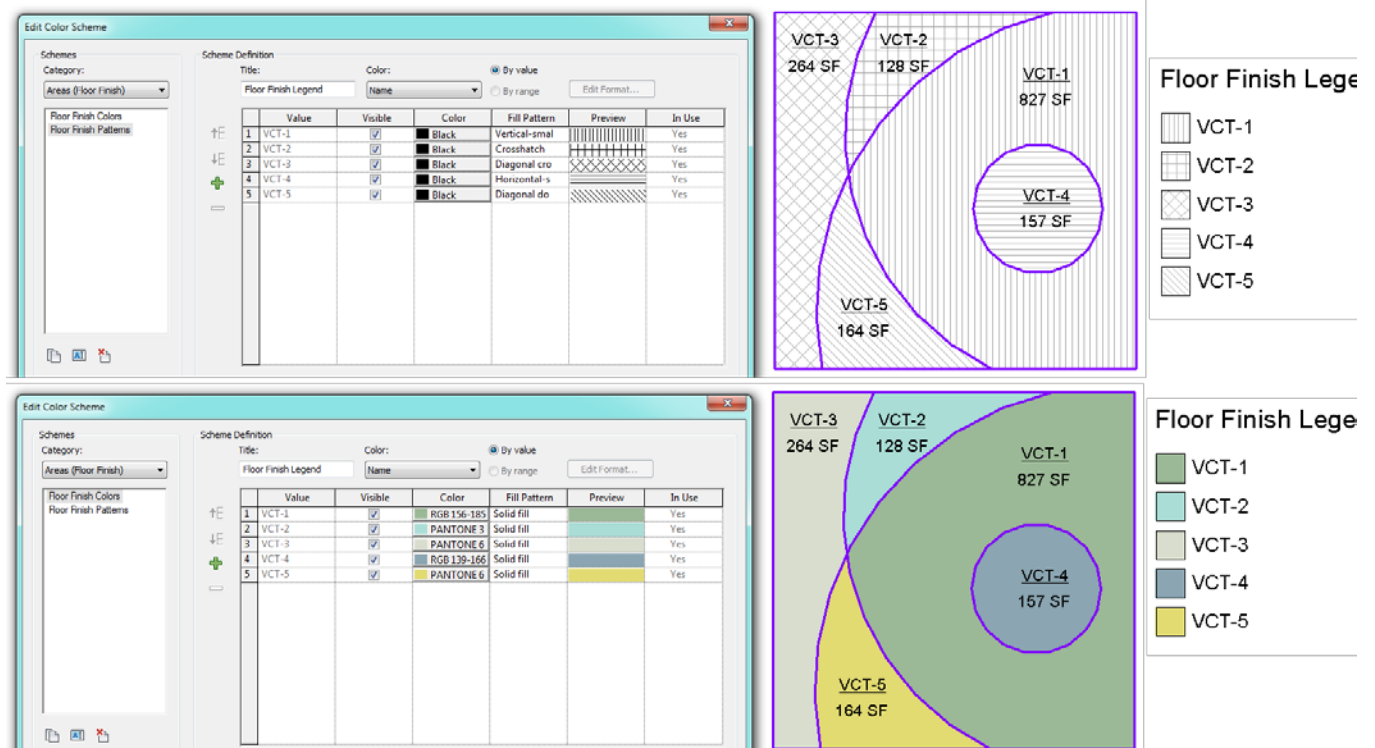 Edit Color Scheme
Schemes
Category:
Areas (Floor Finish)
Floor Finish Colors
Floor Finish Patterns
Scheme Definition
Title: Color: By value
Floor Finish Legend Name By range Edit Format...
Value Visible Color Fill Pattern Preview In Use
1 VCT-1 Black Vertical-smal Yes
2 VCT-2 Black Crosshatch Yes
3 VCT-3 Black Diagonal cro Yes
4 VCT-4 Black Horizontal-s Yes
5 VCT-5 Black Diagonal do Yes
VCT-3
264 SF
VCT-2
128 SF
VCT-1
827 SF
VCT-4
157 SF
VCT-5
164 SF
Floor Finish Lege
VCT-1
VCT-2
VCT-3
VCT-4
VCT-5
Edit Color Scheme
Schemes
Category:
Areas (Floor Finish)
Floor Finish Colors
Floor Finish Patterns
Scheme Definition
Title: Color: By value
Floor Finish Legend Name By range Edit Format...
Value Visible Color Fill Pattern Preview In Use
1 VCT-1 RGB 156-185 Solid fill Yes
2 VCT-2 PANTONE 3 Solid fill Yes
3 VCT-3 PANTONE 6 Solid fill Yes
4 VCT-4 RGB 139-166 Solid fill Yes
5 VCT-5 PANTONE 6 Solid fill Yes
VCT-3
264 SF
VCT-2
128 SF
VCT-1
827 SF
VCT-4
157 SF
VCT-5
164 SF
Floor Finish Lege
VCT-1
VCT-2
VCT-3
VCT-4
VCT-5